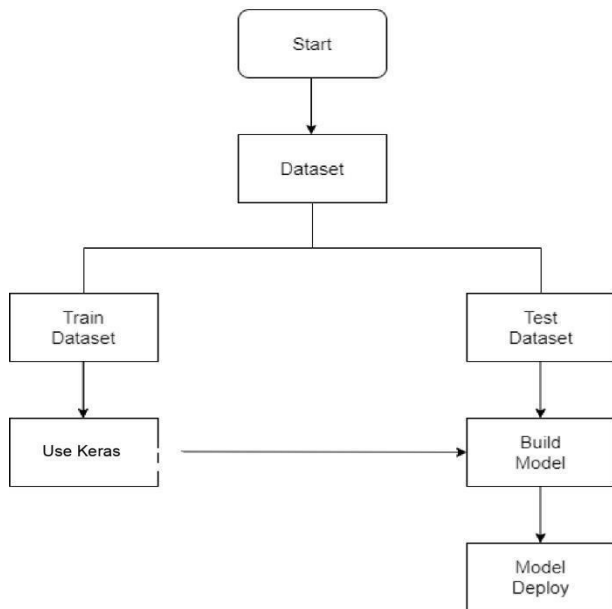 Start
Dataset
Train
Dataset
Test
Dataset
Use Keras
Build
Model
Model
Deploy